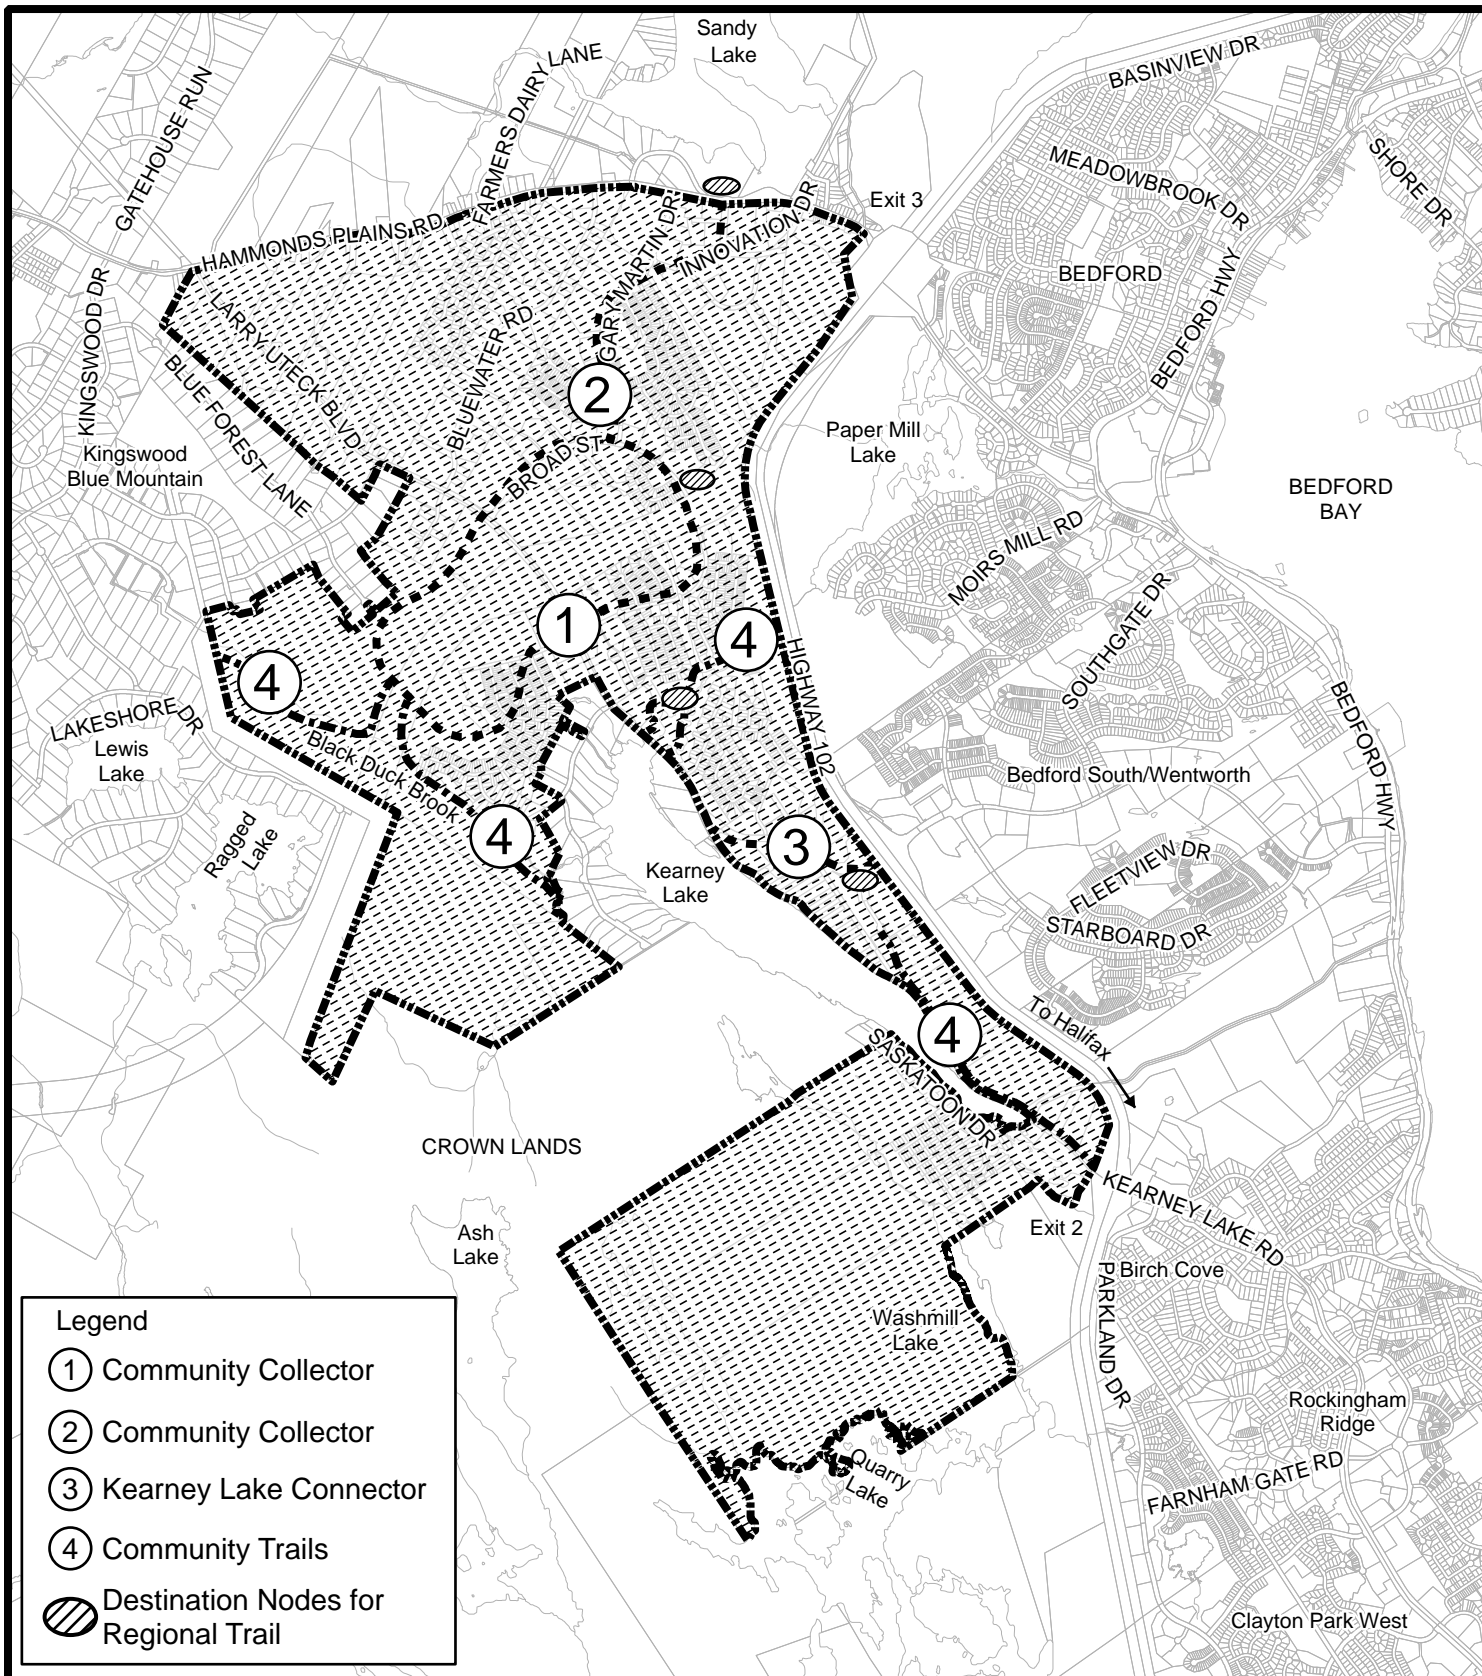 Sandy
Lake
BASINVIEW DR
FARMERS DAIRY LANE
GATEHOUSE RUN
SHORE DR
MEADOWBROOK DR
Exit 3
HAMMONDS PLAINS RD
GARY MARTIN DR
INNOVATION DR
BEDFORD
KINGSWOOD DR
BEDFORD HWY
LARRY UTECK BLVD
BLUEWATER RD
BLUE FOREST LANE
2
Paper Mill
Lake
Kingswood
Blue Mountain
BROAD ST
BEDFORD
BAY
MOIRS MILL RD
1
4
SOUTHGATE DR
HIGHWAY 102
4
BEDFORD HWY
LAKESHORE DR
Lewis
Lake
Black Duck Brook
Bedford South/Wentworth
Ragged
Lake
4
3
Kearney
Lake
FLEETVIEW DR
STARBOARD DR
4
To Halifax
SASKATOON DR
CROWN LANDS
KEARNEY LAKE RD
Exit 2
Ash
Lake
Birch Cove
PARKLAND DR
Washmill
Lake
Rockingham
Ridge
Quarry
Lake
FARNHAM GATE RD
Clayton Park West
Legend
1 Community Collector
2 Community Collector
3 Kearney Lake Connector
4 Community Trails
Destination Nodes for
Regional Trail